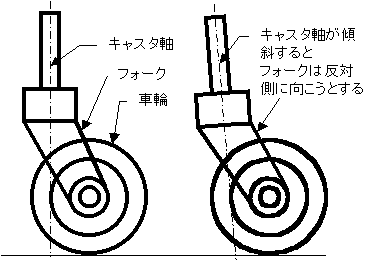 キャスタ軸
フォーク
車輪
キャスタ軸が傾
斜すると
フォークは反対
側に向こうとする